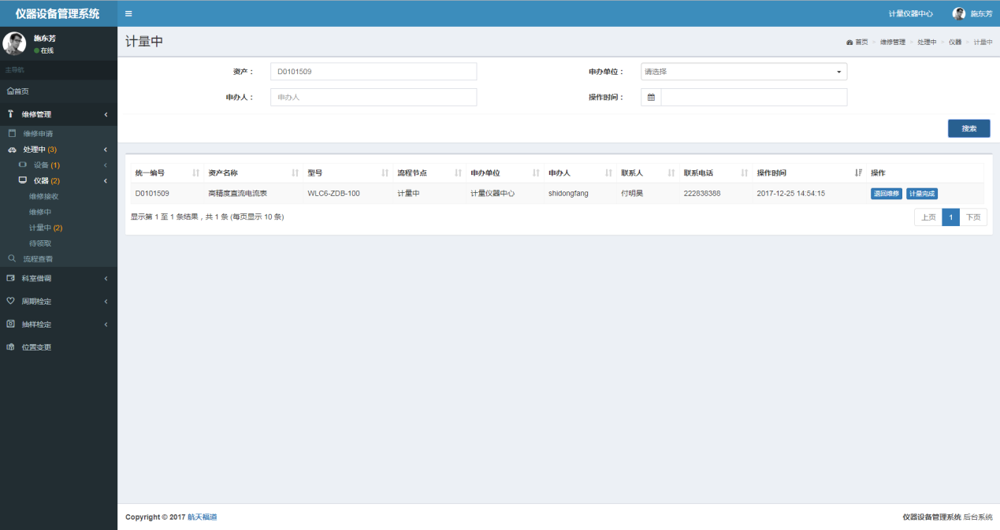 仪器设备管理系统
计量仪器中心 施东芳
施东芳
在线
主导航
首页
维修管理
维修申请
处理中 (3)
设备 (1)
仪器 (2)
维修接收
维修中
计量中 (2)
待领取
流程查看
科室借调
周期检定
抽样检定
位置变更
计量中
首页 > 维修管理 > 处理中 > 仪器 > 计量中
资产： D0101509 申办单位： 请选择
申办人： 申办人 操作时间：
搜索
统一编号 资产名称 型号 流程节点 申办单位 申办人 联系人 联系电话 操作时间 操作
D0101509 高精度直流电流表 WLC6-ZDB-100 计量中 计量仪器中心 shidongfang 付明昊 222838388 2017-12-25 14:54:15 退回维修 计量完成
显示第 1 至 1 条结果，共 1 条 (每页显示 10 条) 上页 1 下页
Copyright © 2017 航天福道 仪器设备管理系统 后台系统